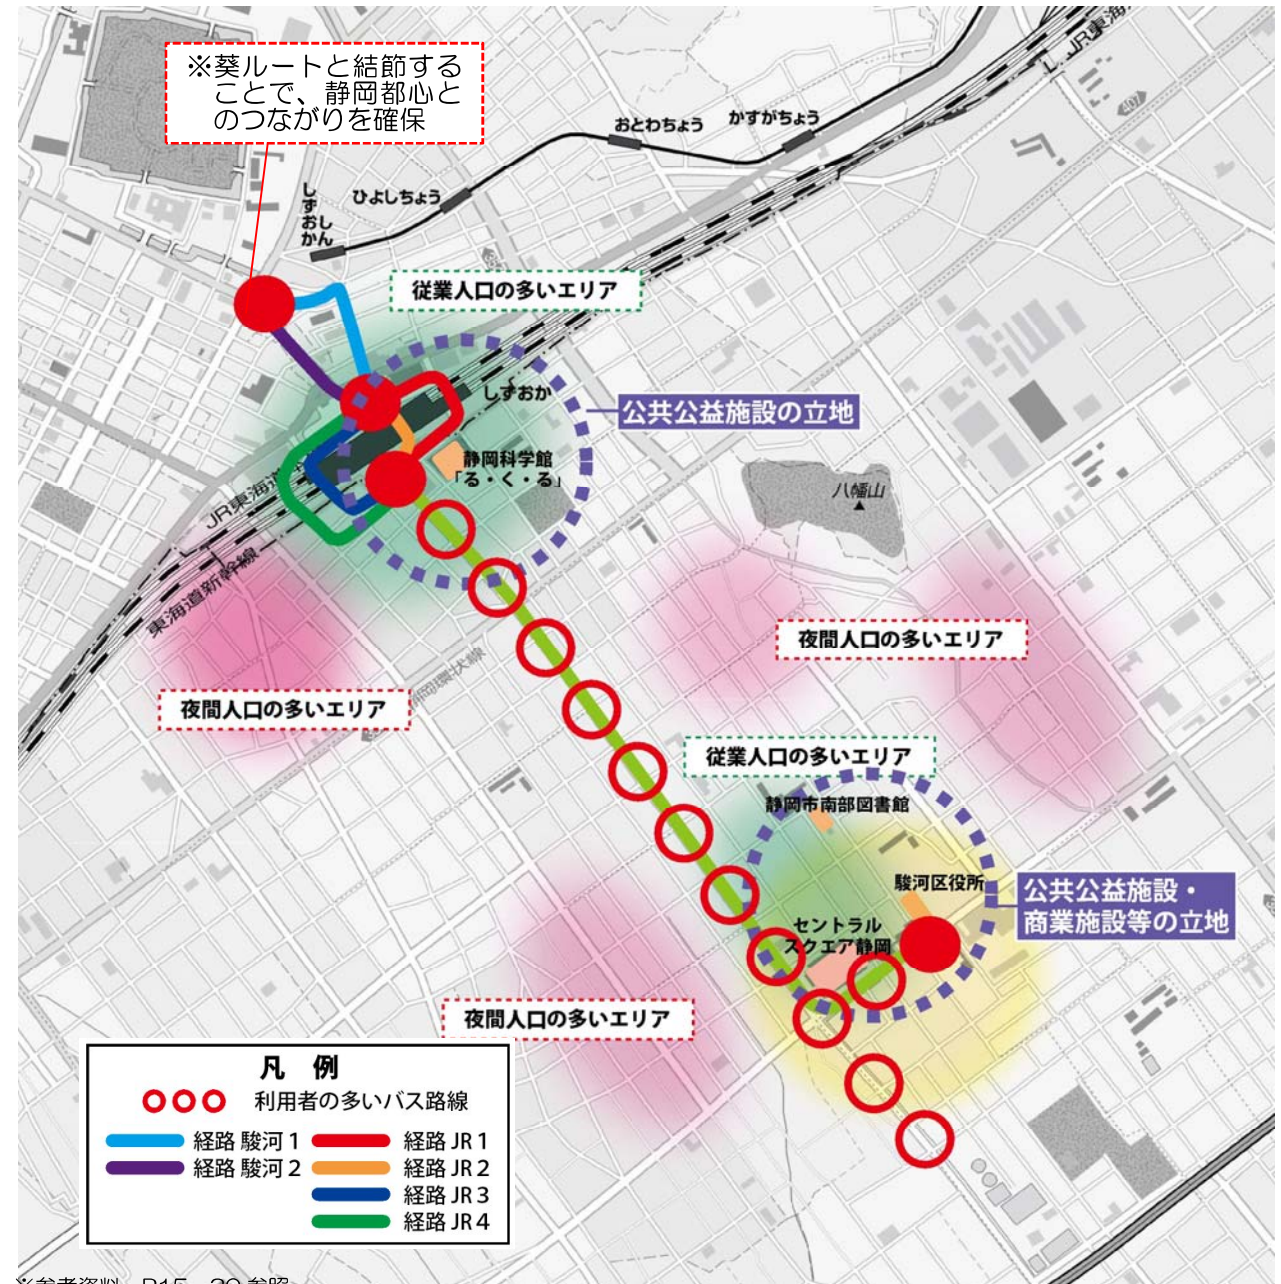 JR東海
※葵ルートと結節する
ことで、静岡都心と
のつながりを確保
407
おとわちょう
かすがちょう
ひよしちょう
しずおか
しん
従業人口の多いエリア
しずおか
公共公益施設の立地
静岡科学館
「る・く・る」
八幡山
JR東海道
東海道新幹線
夜間人口の多いエリア
夜間人口の多いエリア
従業人口の多いエリア
静岡市南部図書館
駿河区役所
公共公益施設・
商業施設等の立地
セントラル
スクエア静岡
夜間人口の多いエリア
凡 例
利用者の多いバス路線
経路 駿河1
経路 JR1
経路 駿河2
経路 JR2
経路 JR3
経路 JR4